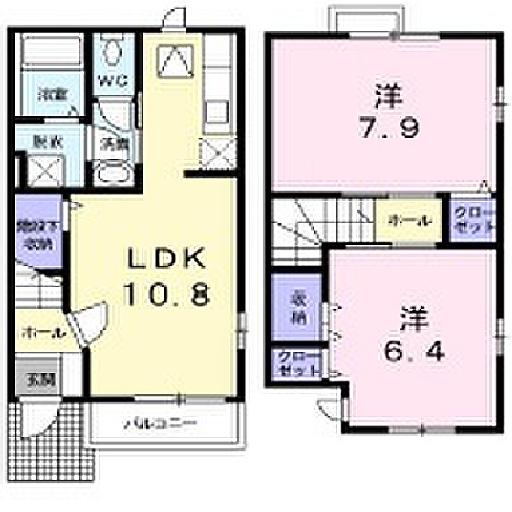 浴室
WC
脱衣
洗面
階段下
収納
LDK
10.8
ホール
玄関
バルコニー
洋
7.9
ホール
クロー
ゼット
収
納
洋
6.4
クロー
ゼット